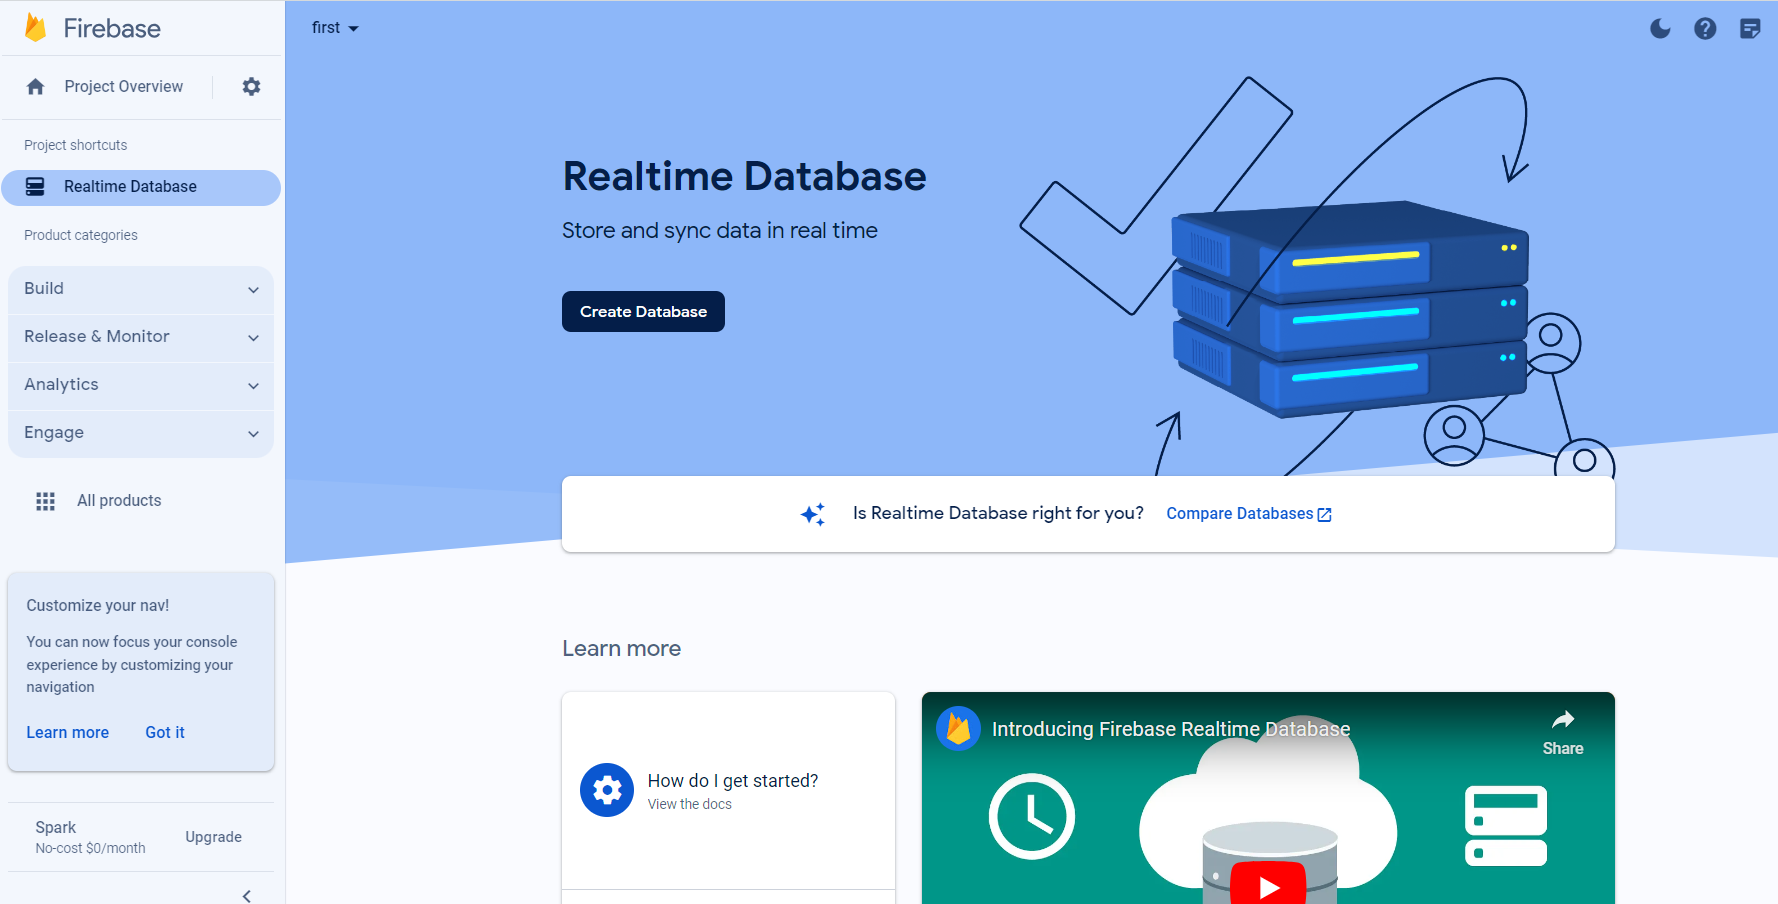 Firebase
Project Overview
Project shortcuts
Realtime Database
Product categories
Build
Release & Monitor
Analytics
Engage
All products
Customize your nav!
You can now focus your console
experience by customizing your
navigation
Learn more Got it
Spark
No-cost $0/month
Upgrade
first
Realtime Database
Store and sync data in real time
Create Database
Is Realtime Database right for you? Compare Databases
Learn more
How do I get started?
View the docs
Introducing Firebase Realtime Database
Share